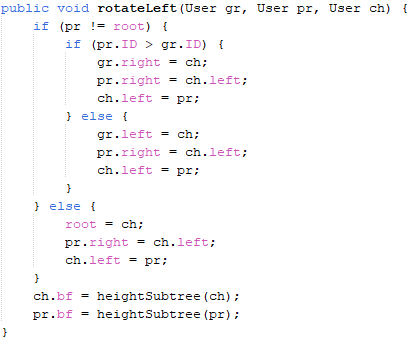 public void rotateLeft(User gr, User pr, User ch) {
    if (pr != root) {
        if (pr.ID > gr.ID) {
            gr.right = ch;
            pr.right = ch.left;
            ch.left = pr;
        } else {
            gr.left = ch;
            pr.right = ch.left;
            ch.left = pr;
        }
    } else {
        root = ch;
        pr.right = ch.left;
        ch.left = pr;
    }
    ch.bf = heightSubtree(ch);
    pr.bf = heightSubtree(pr);
}